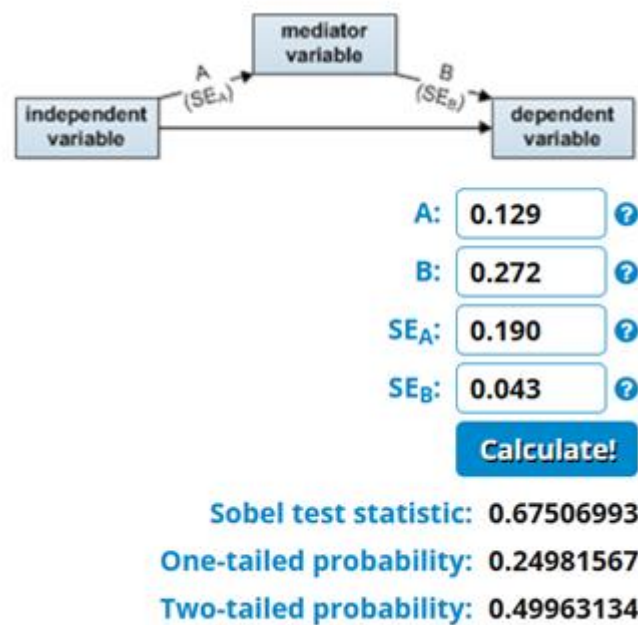 mediator
variable
A
(SEA)
B
(SEB)
independent
variable
dependent
variable
A: 0.129 ?
B: 0.272 ?
SEA: 0.190 ?
SEB: 0.043 ?
Calculate!
Sobel test statistic: 0.67506993
One-tailed probability: 0.24981567
Two-tailed probability: 0.49963134